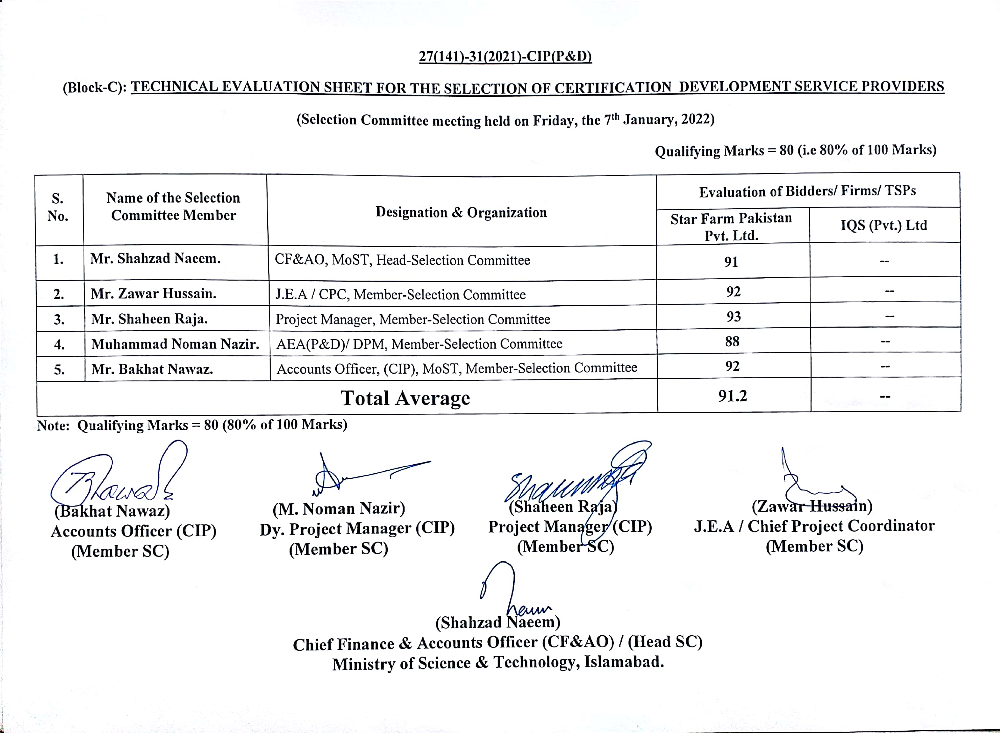 27(141)-31(2021)-CIP(P&D)
(Block-C): TECHNICAL EVALUATION SHEET FOR THE SELECTION OF CERTIFICATION DEVELOPMENT SERVICE PROVIDERS
(Selection Committee meeting held on Friday, the 7th January, 2022)
Qualifying Marks = 80 (i.e 80% of 100 Marks)
S. No. Name of the Selection Committee Member Designation & Organization Evaluation of Bidders/ Firms/ TSPs
Star Farm Pakistan Pvt. Ltd. IQS (Pvt.) Ltd
1. Mr. Shahzad Naeem. CF&AO, MoST, Head-Selection Committee 91 --
2. Mr. Zawar Hussain. J.E.A / CPC, Member-Selection Committee 92 --
3. Mr. Shaheen Raja. Project Manager, Member-Selection Committee 93 --
4. Muhammad Noman Nazir. AEA(P&D)/ DPM, Member-Selection Committee 88 --
5. Mr. Bakhat Nawaz. Accounts Officer, (CIP), MoST, Member-Selection Committee 92 --
Total Average 91.2 --
Note: Qualifying Marks = 80 (80% of 100 Marks)
(Bakhat Nawaz) (M. Noman Nazir) (Shaheen Raja) (Zawar Hussain)
Accounts Officer (CIP) Dy. Project Manager (CIP) Project Manager (CIP) J.E.A / Chief Project Coordinator
(Member SC) (Member SC) (Member SC) (Member SC)
(Shahzad Naeem)
Chief Finance & Accounts Officer (CF&AO) / (Head SC)
Ministry of Science & Technology, Islamabad.